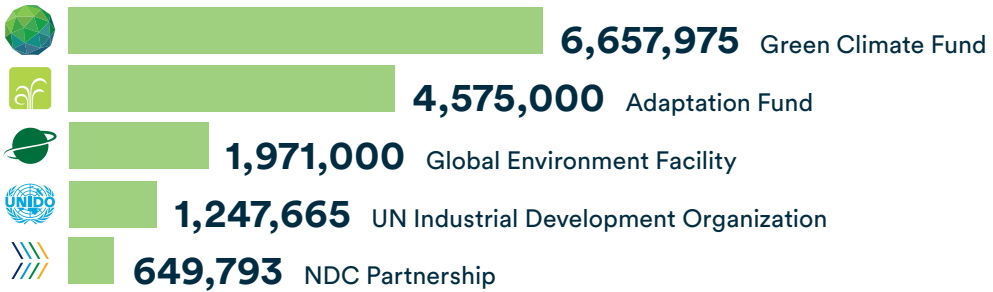 6,657,975 Green Climate Fund
4,575,000 Adaptation Fund
1,971,000 Global Environment Facility
UNIDO
1,247,665 UN Industrial Development Organization
649,793 NDC Partnership